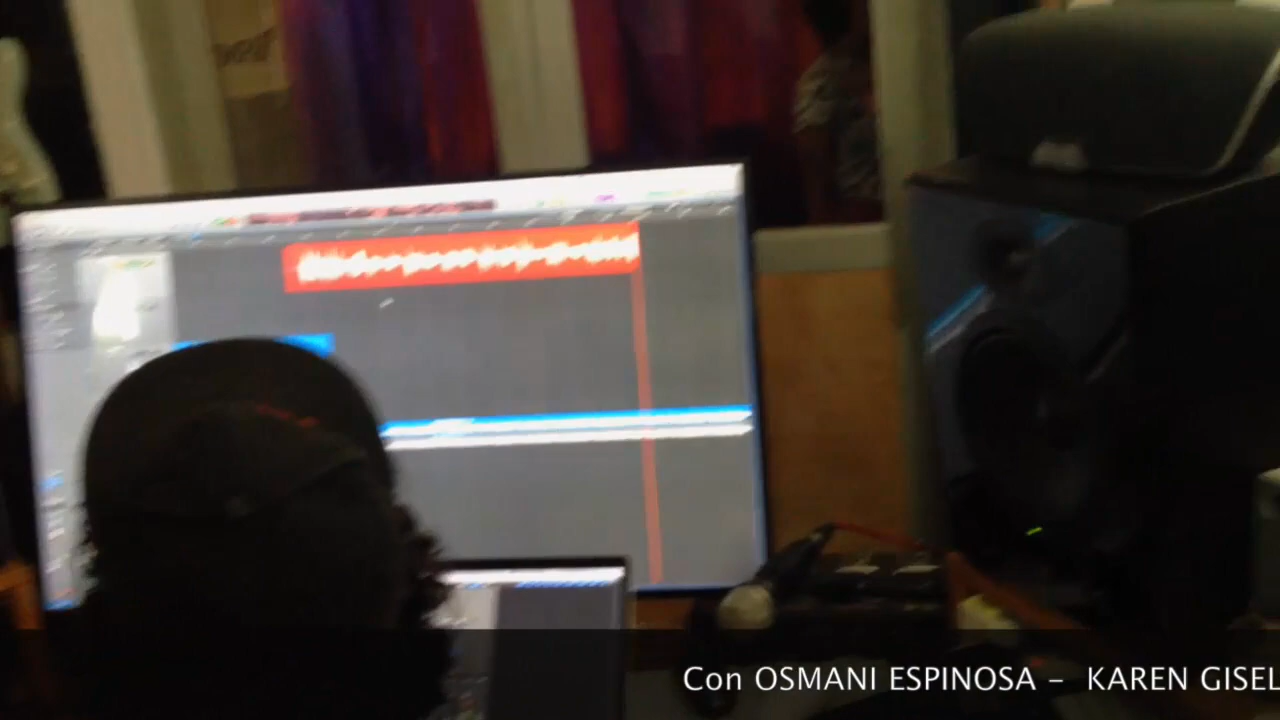 Con OSMANI ESPINOSA – KAREN GISEL